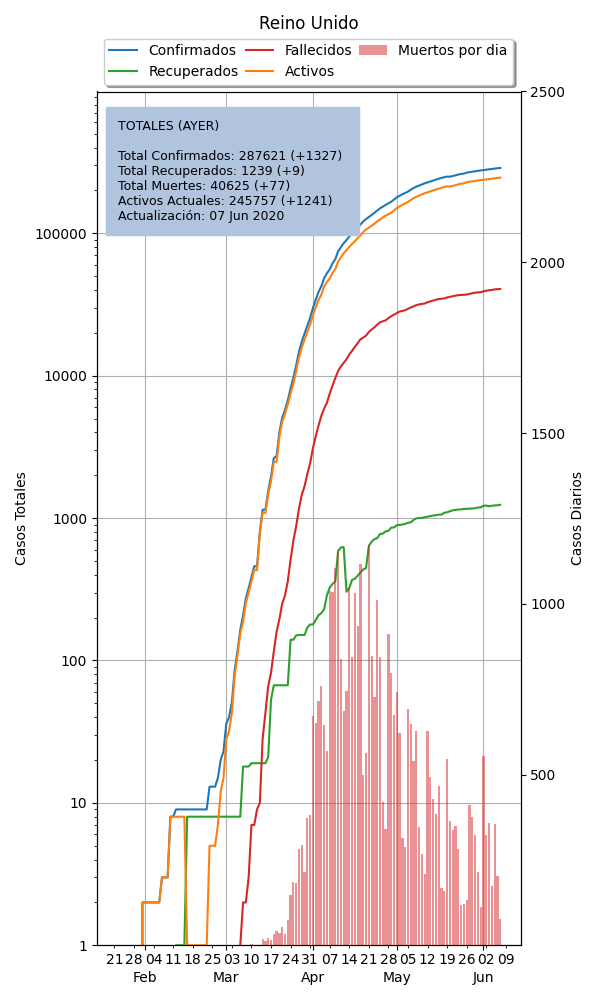 Reino Unido
Confirmados
Recuperados
Fallecidos
Activos
Muertos por dia
TOTALES (AYER)
Total Confirmados: 287621 (+1327)
Total Recuperados: 1239 (+9)
Total Muertes: 40625 (+77)
Activos Actuales: 245757 (+1241)
Actualización: 07 Jun 2020
Casos Totales
100000
10000
1000
100
10
1
Casos Diarios
2500
2000
1500
1000
500
21 28 04 11 18 25 03 10 17 24 31 07 14 21 28 05 12 19 26 02 09
Feb Mar Apr May Jun